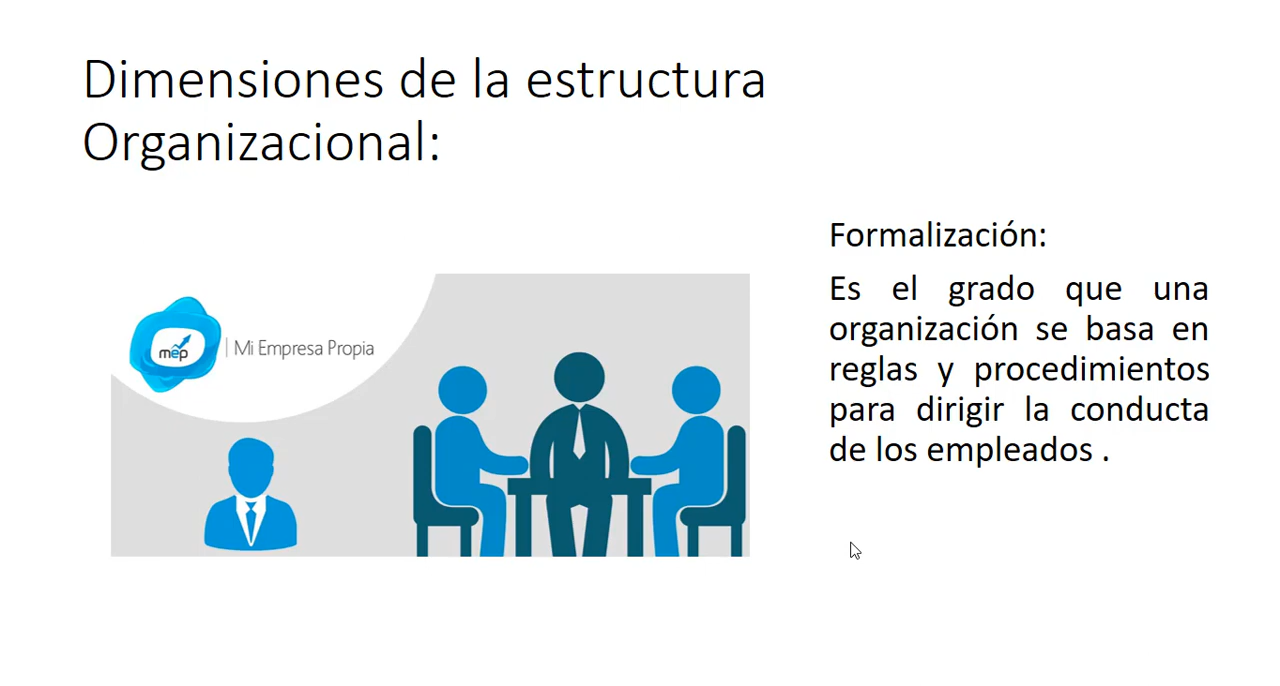 Dimensiones de la estructura
Organizacional:
mep
Mi Empresa Propia
Formalización:
Es el grado que una
organización se basa en
reglas y procedimientos
para dirigir la conducta
de los empleados .